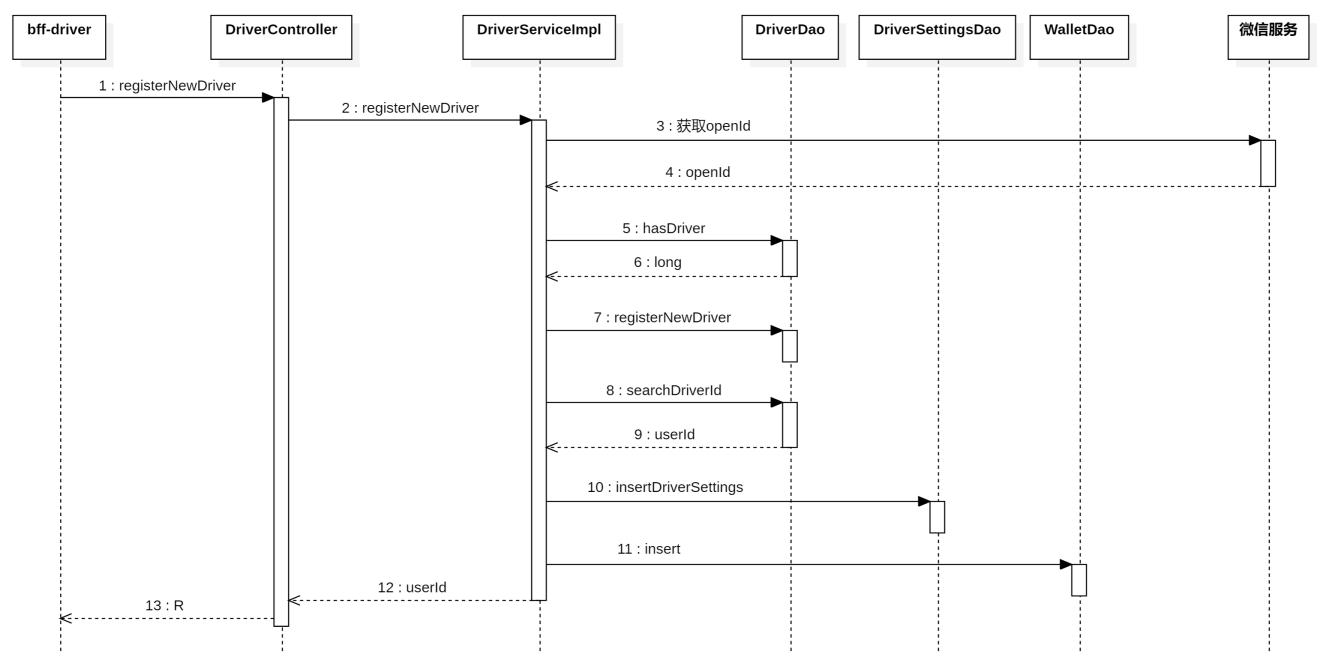 bff-driver
DriverController
DriverServiceImpl
DriverDao
DriverSettingsDao
WalletDao
微信服务
1 : registerNewDriver
2 : registerNewDriver
3 : 获取openId
4 : openId
5 : hasDriver
6 : long
7 : registerNewDriver
8 : searchDriverId
9 : userId
10 : insertDriverSettings
11 : insert
12 : userId
13 : R